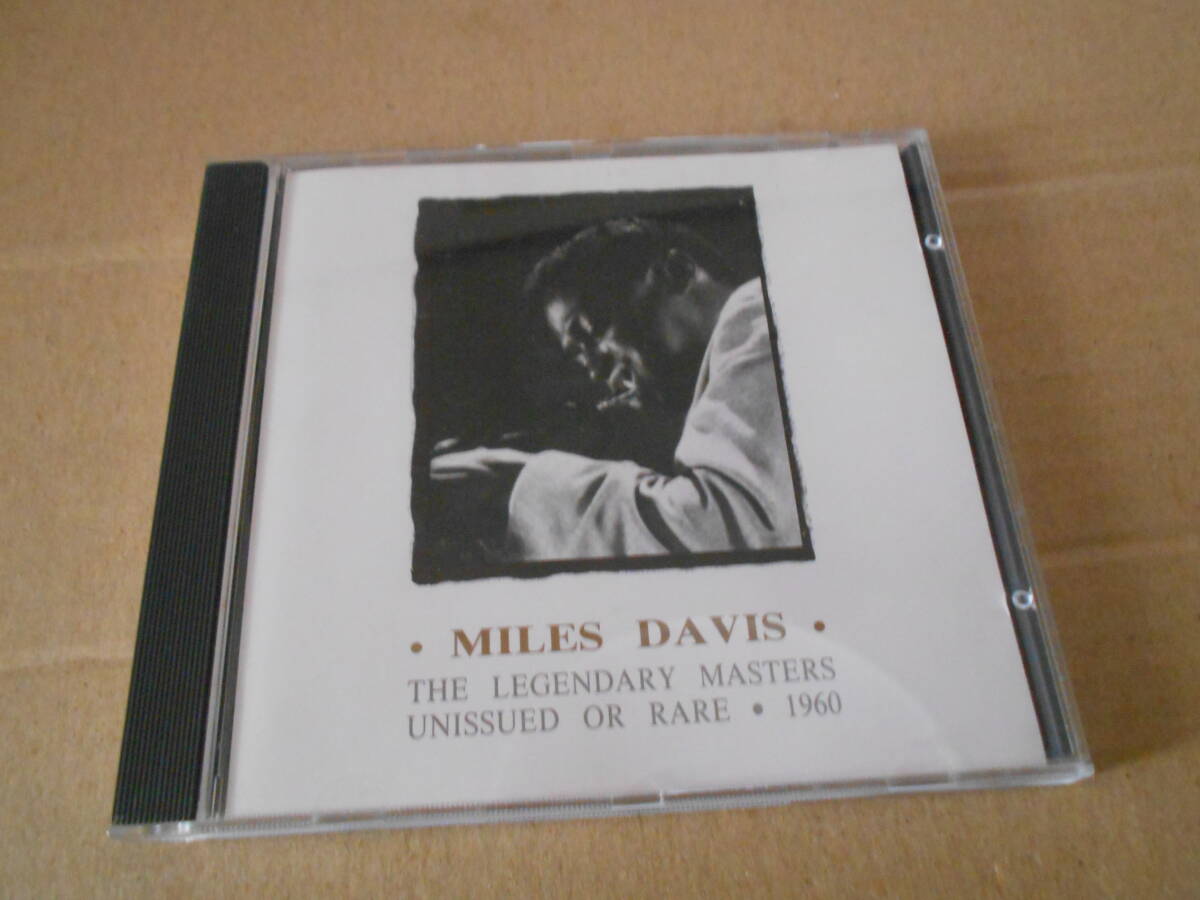 • MILES DAVIS •
THE LEGENDARY MASTERS
UNISSUED OR RARE • 1960